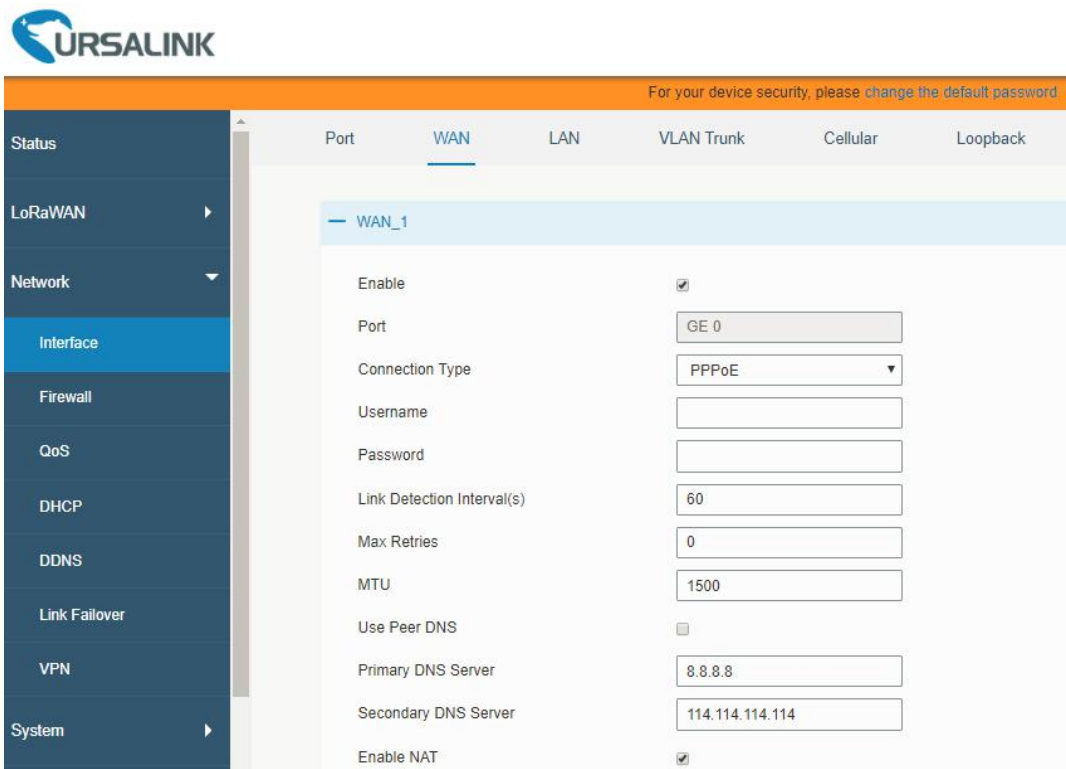 URSALINK
For your device security, please change the default password
Status
LoRaWAN
Network
Interface
Firewall
QoS
DHCP
DDNS
Link Failover
VPN
System
Port WAN LAN VLAN Trunk Cellular Loopback
WAN_1
Enable
Port GE 0
Connection Type PPPoE
Username
Password
Link Detection Interval(s) 60
Max Retries 0
MTU 1500
Use Peer DNS
Primary DNS Server 8.8.8.8
Secondary DNS Server 114.114.114.114
Enable NAT